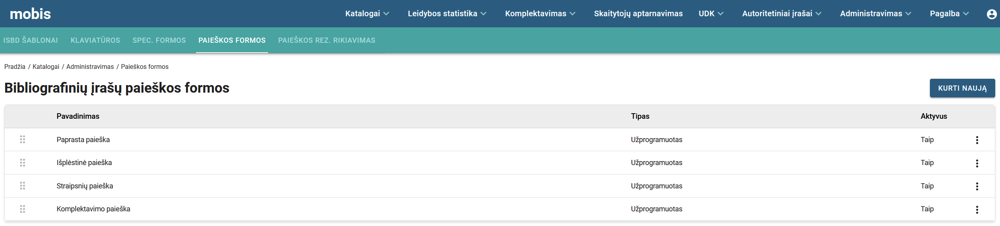 mobis
Katalogai Leidybos statistika Komplektavimas Skaitytojų aptarnavimas UDK Autoritetiniai įrašai Administravimas Pagalba
ISBD ŠABLONAI KLAVIATŪROS SPEC. FORMOS PAIEŠKOS FORMOS PAIEŠKOS REZ. RIKIAVIMAS
Pradžia / Katalogai / Administravimas / Paieškos formos
Bibliografinių įrašų paieškos formos
KURTI NAUJĄ
Pavadinimas Tipas Aktyvus
Paprasta paieška Užprogramuotas Taip
Išplėstinė paieška Užprogramuotas Taip
Straipsnių paieška Užprogramuotas Taip
Komplektavimo paieška Užprogramuotas Taip